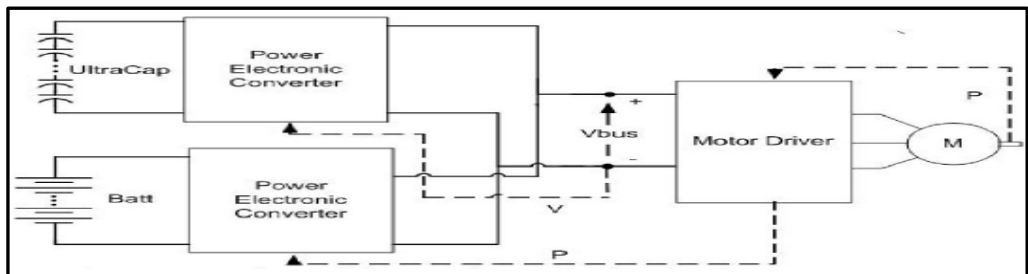 UltraCap
Power
Electronic
Converter
P
+
Vbus
-
Motor Driver
M
Batt
Power
Electronic
Converter
V
P